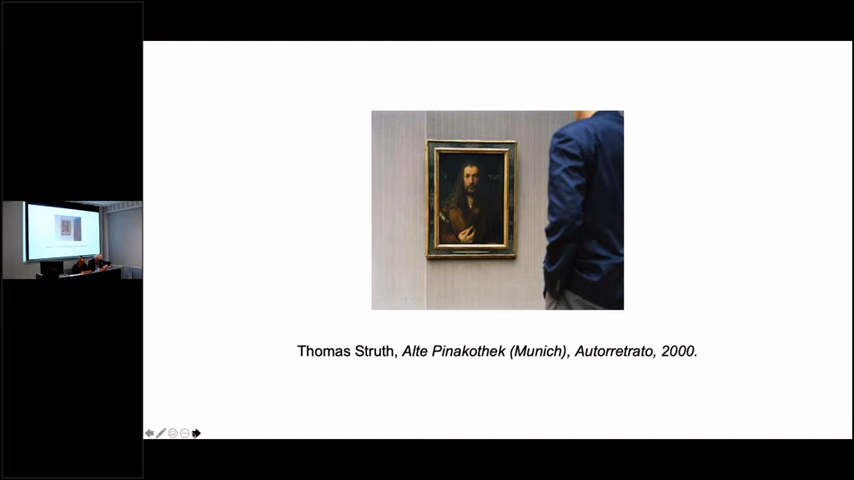 Thomas Struth, Alte Pinakothek (Munich), Autorretrato, 2000.